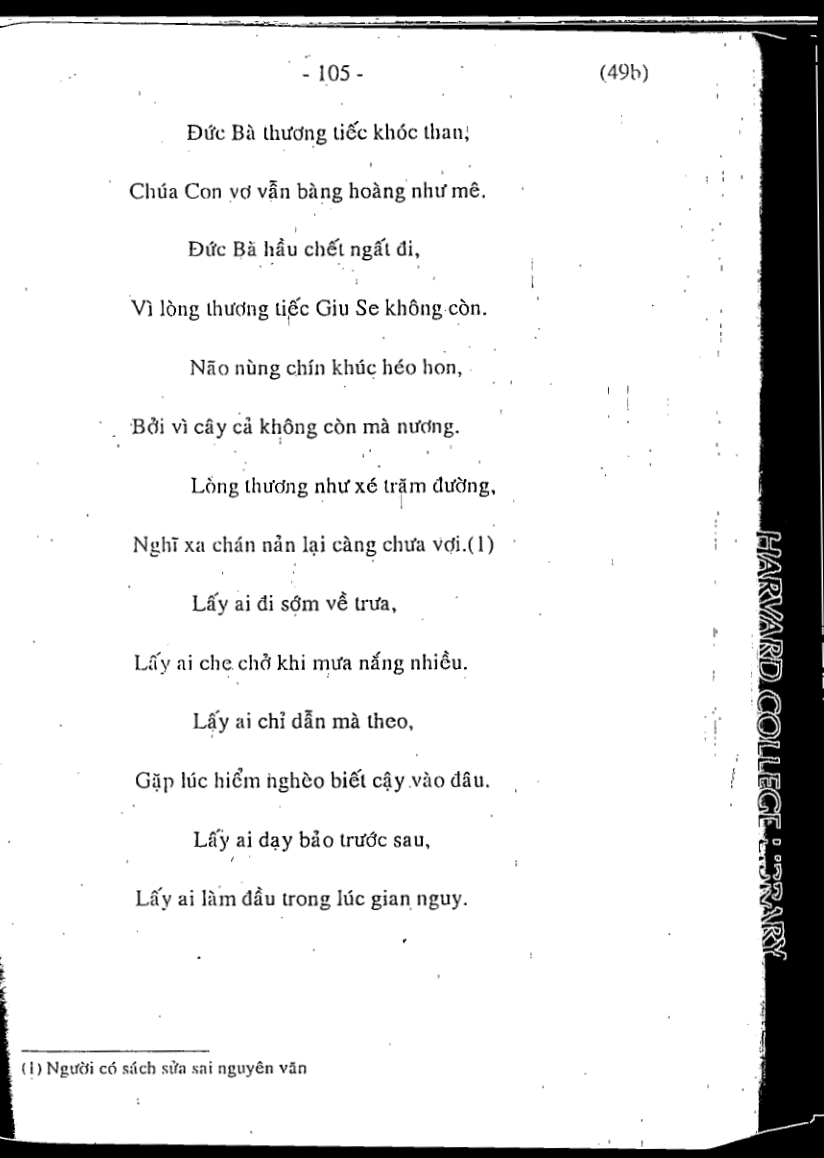 - 105 - (49b)
Đức Bà thương tiếc khóc than,
Chúa Con vơ vẫn bàng hoàng như mê.
Đức Bà hầu chết ngất đi,
Vì lòng thương tiếc Giu Se không còn.
Não nùng chín khúc héo hon,
Bởi vì cây cả không còn mà nương.
Lòng thương như xé trăm đường,
Nghĩ xa chán nản lại càng chưa vợi.(1)
Lấy ai đi sớm về trưa,
Lấy ai che chở khi mưa nắng nhiều.
Lấy ai chỉ dẫn mà theo,
Gặp lúc hiểm nghèo biết cậy vào đâu.
Lấy ai dạy bảo trước sau,
Lấy ai làm đầu trong lúc gian nguy.
(1) Người có sách sửa sai nguyên văn
HARVARD COLLEGE LIBRARY